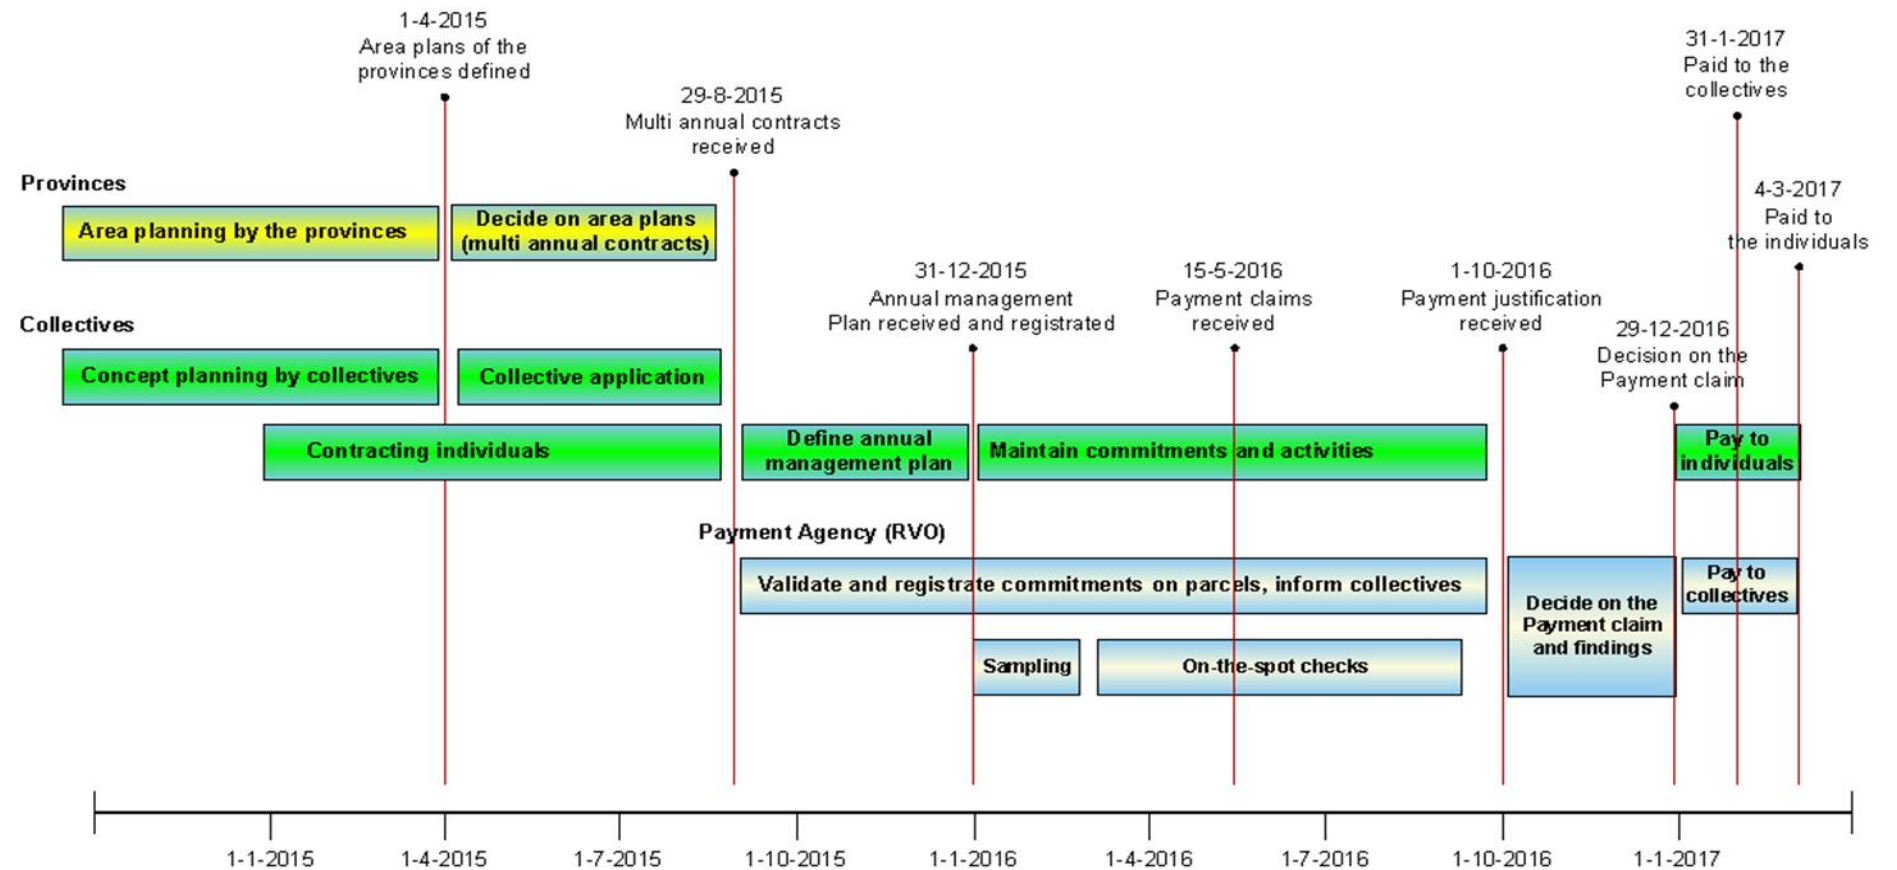 1-4-2015
Area plans of the
provinces defined
31-1-2017
Paid to the
collectives
29-8-2015
Multi annual contracts
received
4-3-2017
Paid to
the individuals
Provinces
Area planning by the provinces
Decide on area plans
(multi annual contracts)
31-12-2015
Annual management
Plan received and registrated
15-5-2016
Payment claims
received
1-10-2016
Payment justification
received
29-12-2016
Decision on the
Payment claim
Collectives
Concept planning by collectives
Collective application
Contracting individuals
Define annual
management plan
Maintain commitments and activities
Pay to
individuals
Payment Agency (RVO)
Validate and registrate commitments on parcels, inform collectives
Decide on the
Payment claim
and findings
Pay to
collectives
Sampling
On-the-spot checks
1-1-2015
1-4-2015
1-7-2015
1-10-2015
1-1-2016
1-4-2016
1-7-2016
1-10-2016
1-1-2017